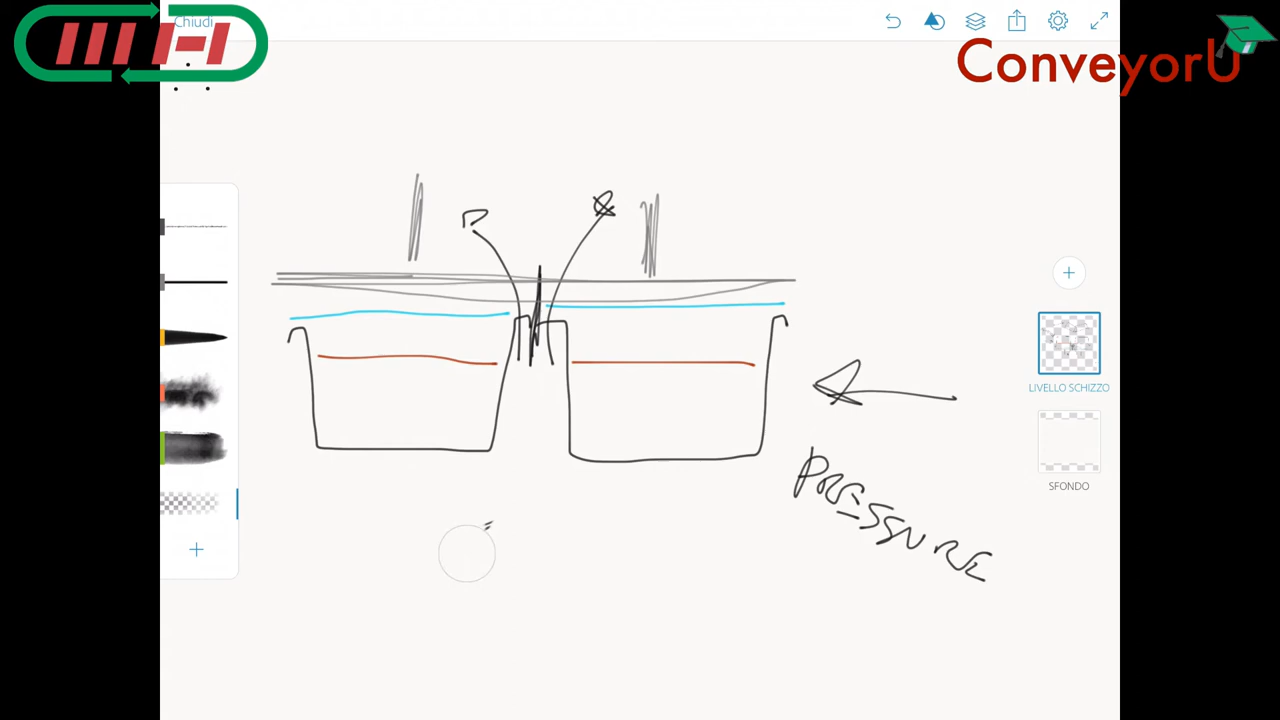 Chiudi
ConveyorU
LIVELLO SCHIZZO
SFONDO
PRESSURE